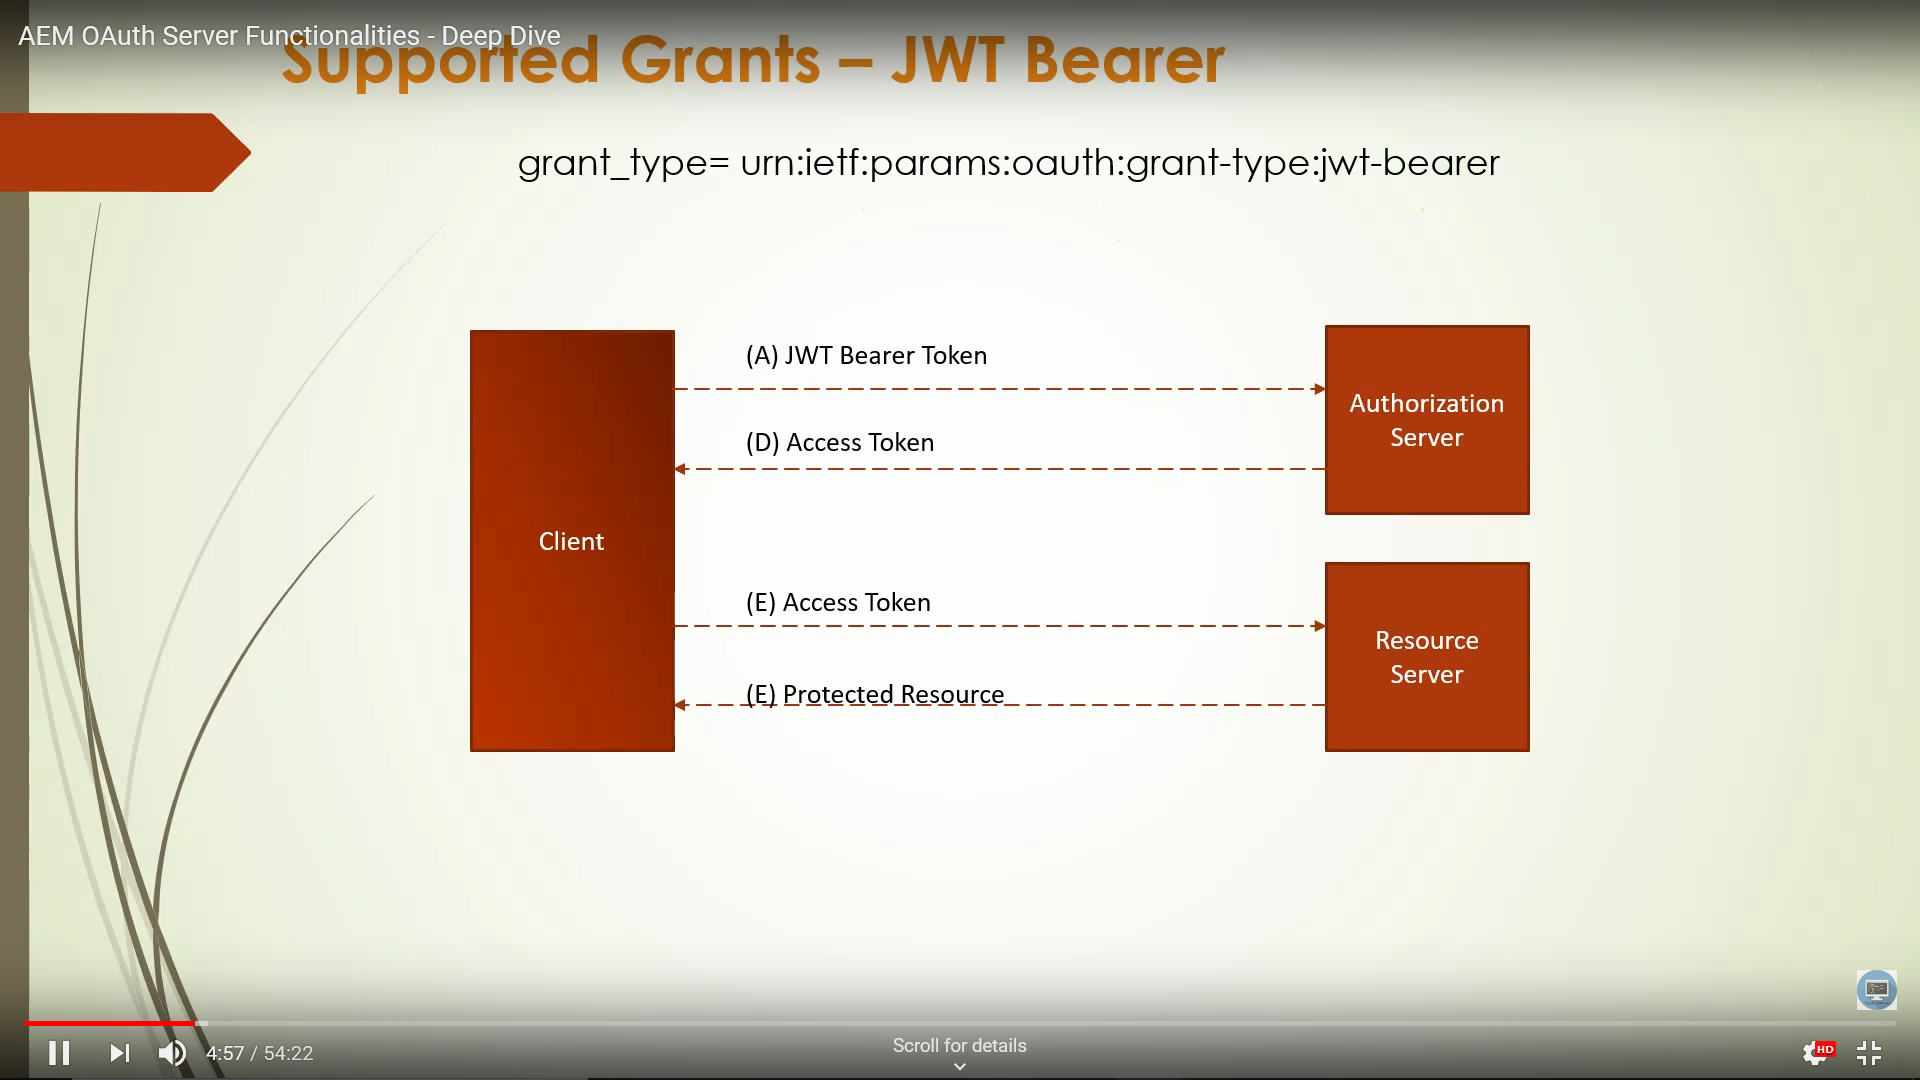 AEM OAuth Server Functionalities - Deep Dive
Supported Grants – JWT Bearer
grant_type= urn:ietf:params:oauth:grant-type:jwt-bearer
(A) JWT Bearer Token
Authorization
Server
(D) Access Token
Client
(E) Access Token
Resource
Server
(E) Protected Resource
4:57 / 54:22
Scroll for details
HD